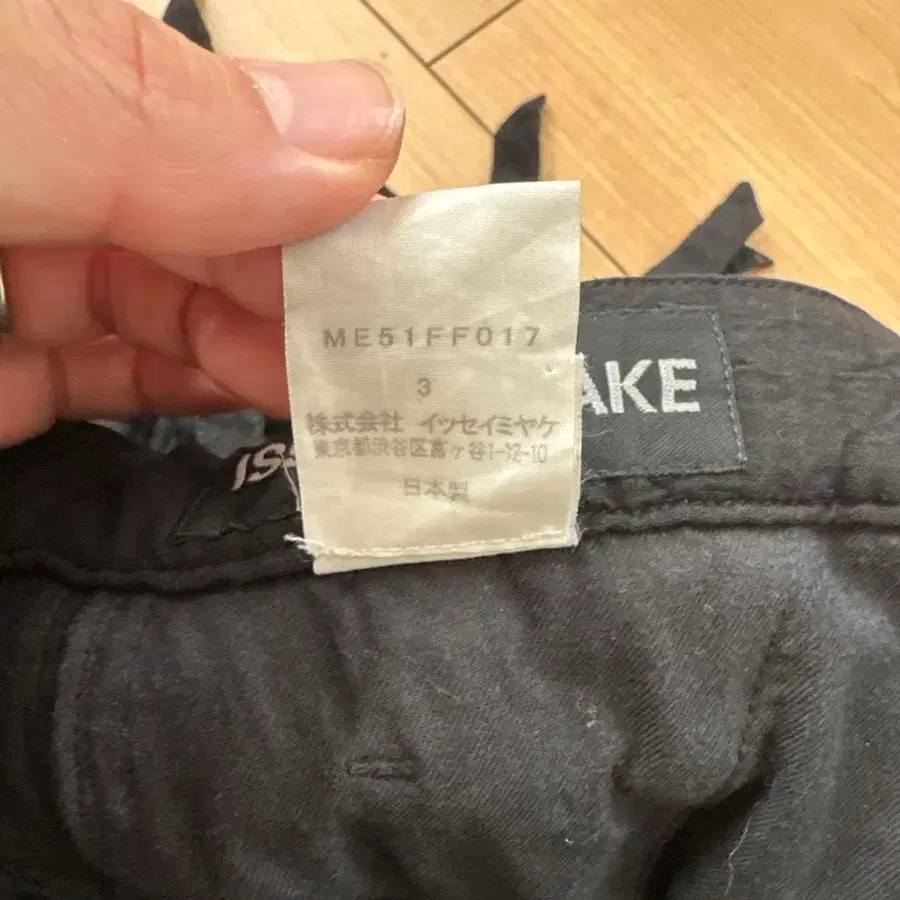 ME51FF017
3
株式会社 イッセイミヤケ
東京都渋谷区富ヶ谷1-12-10
日本製
ISS
AKE